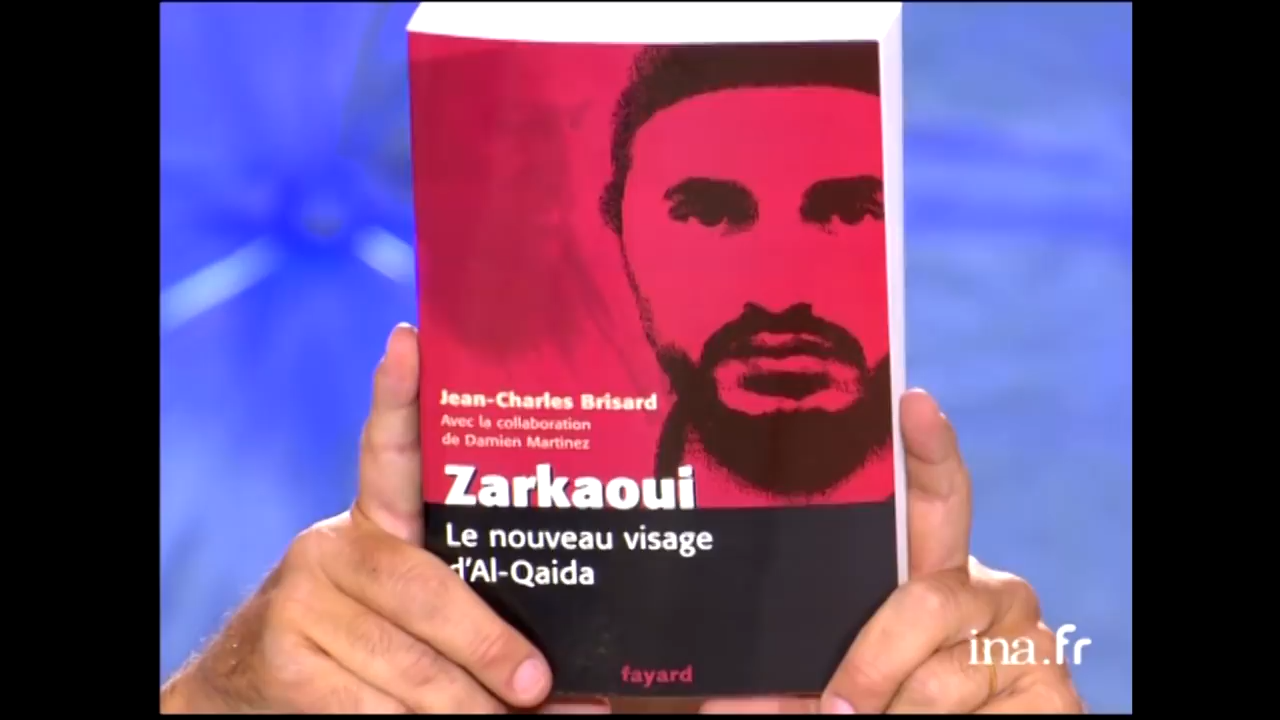 Jean-Charles Brisard
Avec la collaboration
de Damien Martinez
Zarkaoui
Le nouveau visage
d'Al-Qaida
fayard
ina.fr